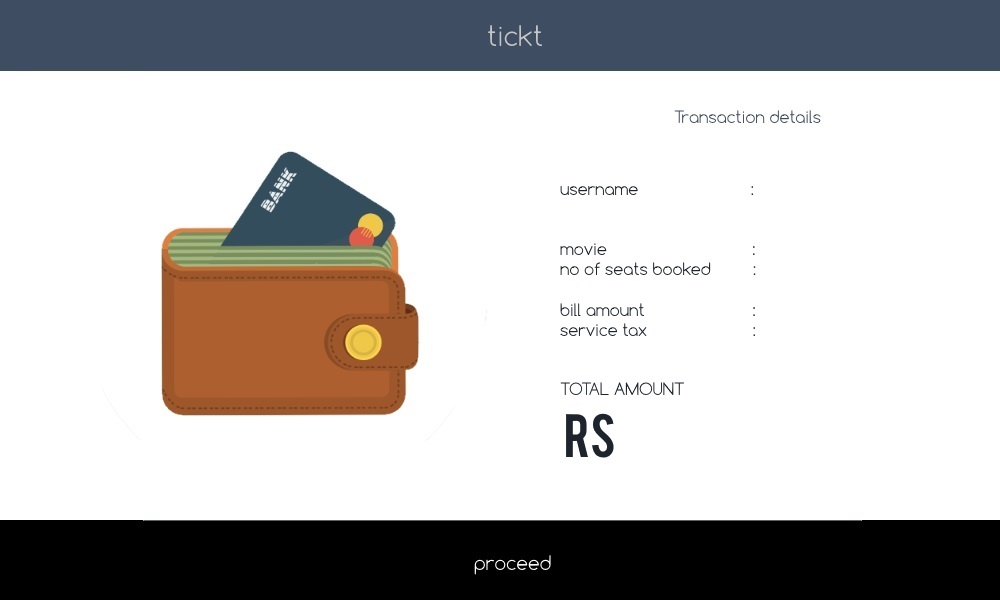 tickt
Transaction details
BANK
username :
movie :
no of seats booked :
bill amount :
service tax :
TOTAL AMOUNT
RS
proceed